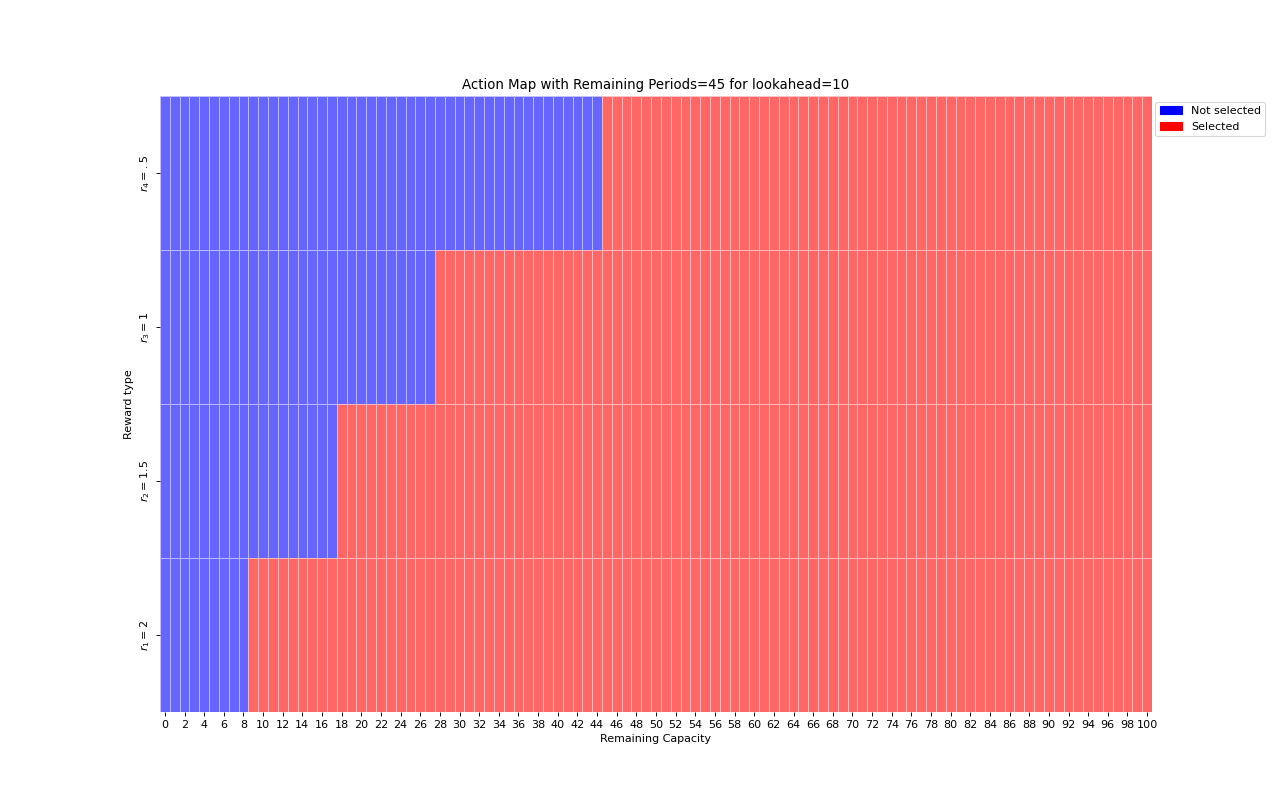 Action Map with Remaining Periods=45 for lookahead=10
Not selected
Selected
r₄ = .5
r₃ = 1
r₂ = 1.5
r₁ = 2
Reward type
0 2 4 6 8 10 12 14 16 18 20 22 24 26 28 30 32 34 36 38 40 42 44 46 48 50 52 54 56 58 60 62 64 66 68 70 72 74 76 78 80 82 84 86 88 90 92 94 96 98 100
Remaining Capacity